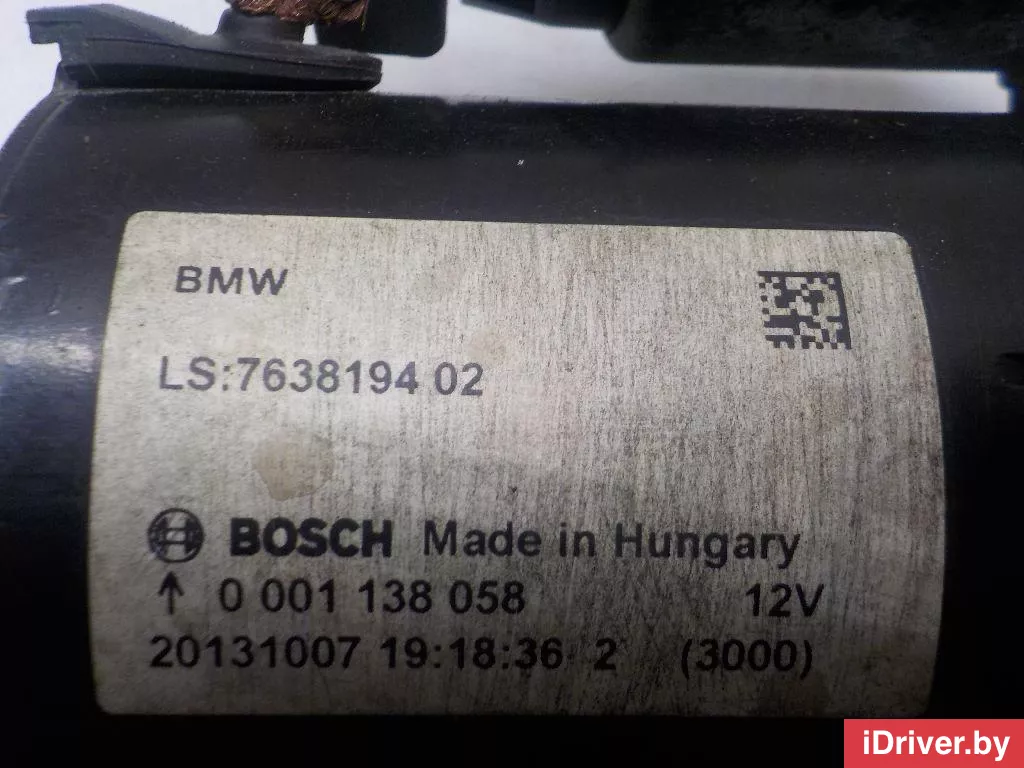 BMW
LS:7638194 02
BOSCH Made in Hungary
↑ 0 001 138 058 12V
20131007 19:18:36 2 (3000)
iDriver.by